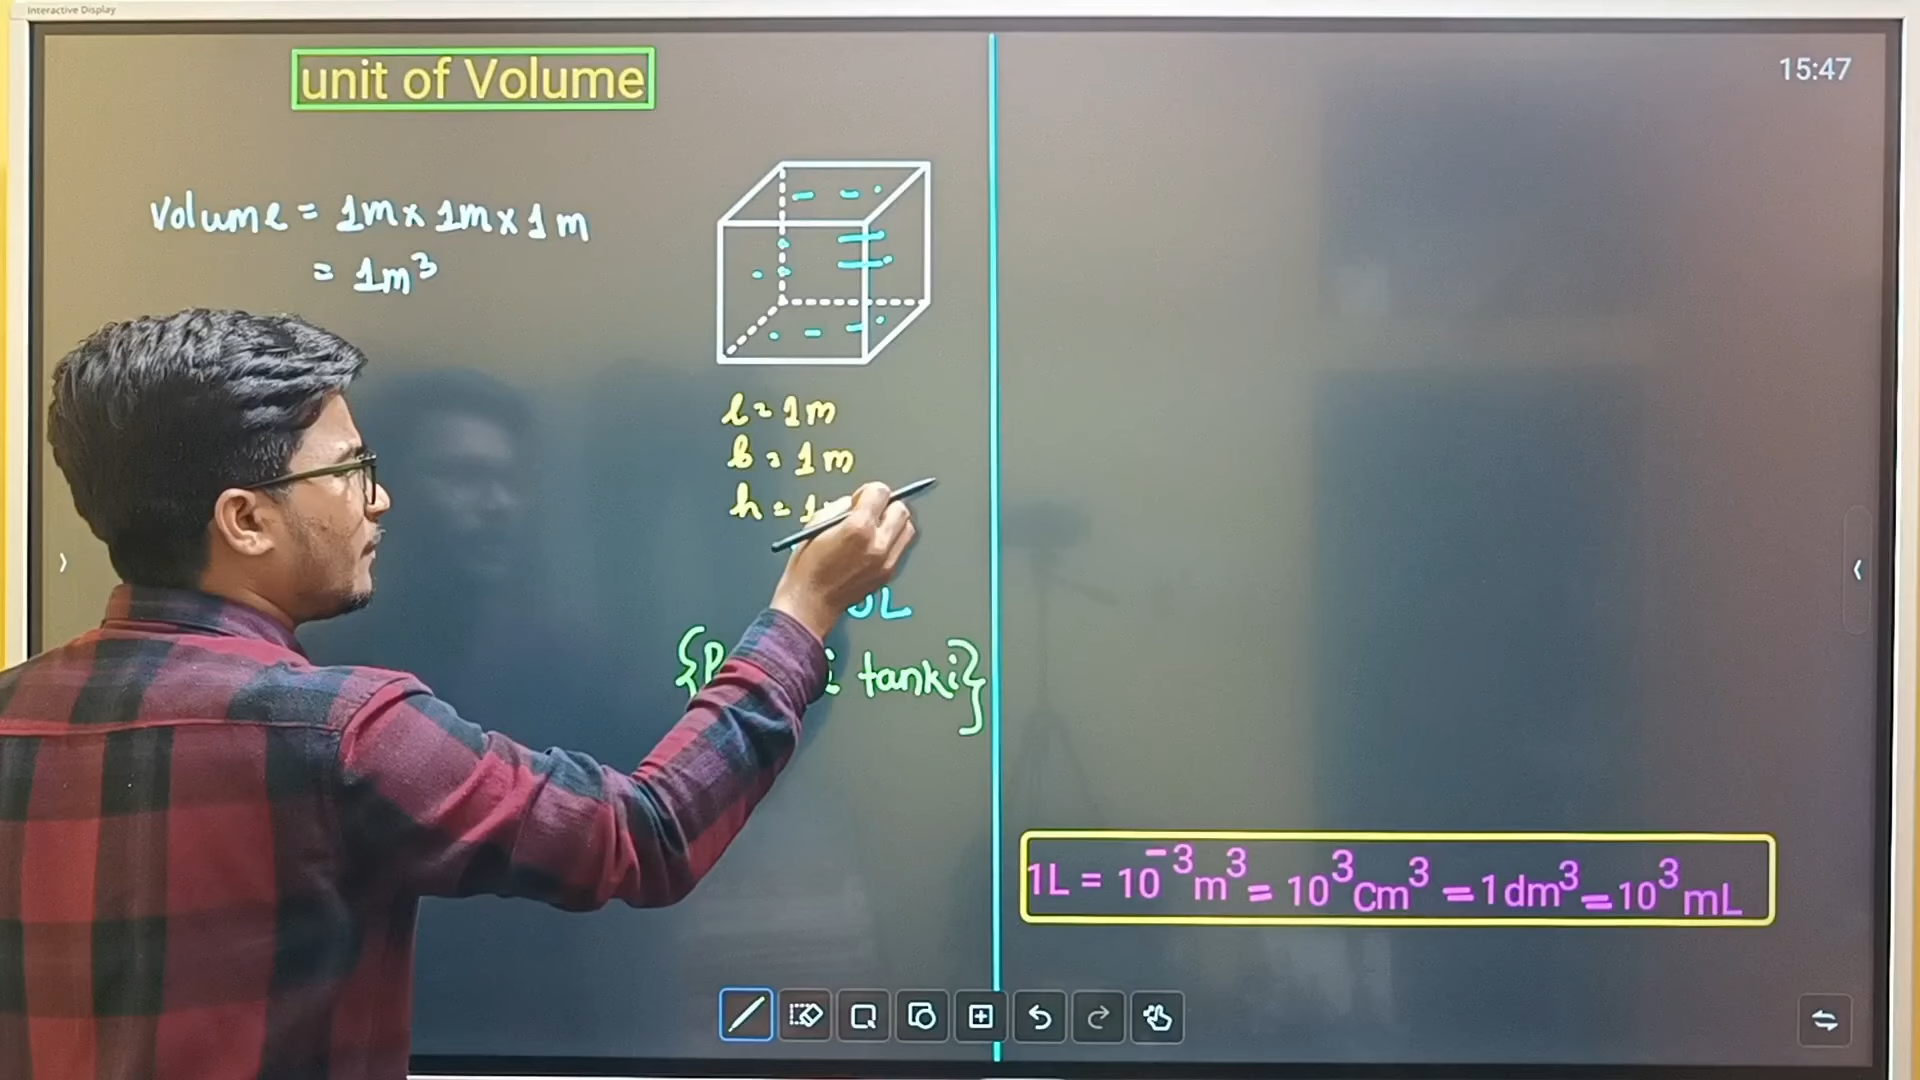 Interactive Display
unit of Volume
15:47
Volume = 1m x 1m x 1m
= 1m³
l = 1m
b = 1m
h = 1
L
tanki}
1L = 10⁻³m³ = 10³Cm³ = 1dm³ = 10³mL